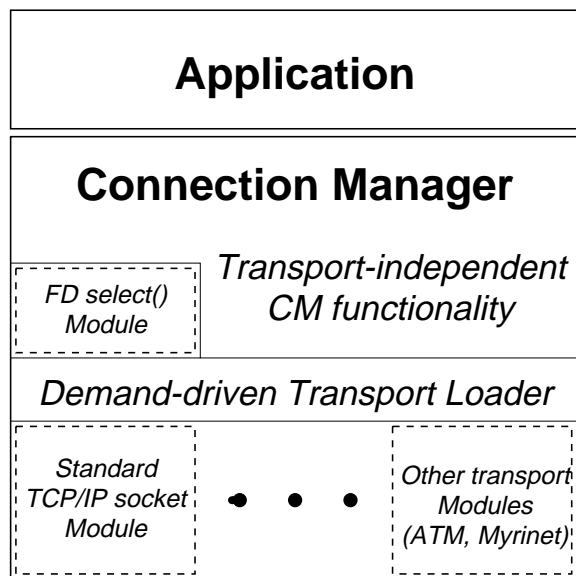 Application
Connection Manager
Transport-independent
CM functionality
FD select()
Module
Demand-driven Transport Loader
Standard
TCP/IP socket
Module
Other transport
Modules
(ATM, Myrinet)